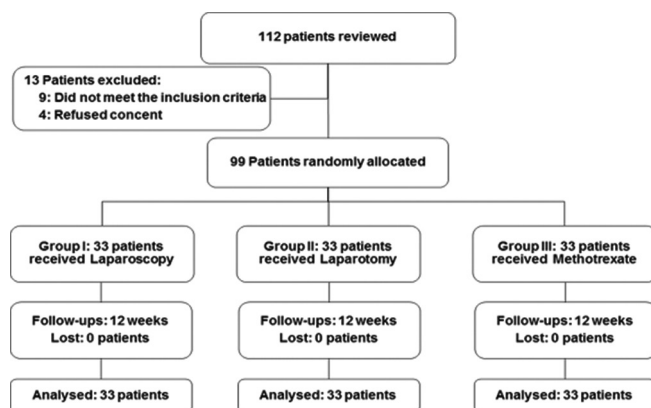 112 patients reviewed
13 Patients excluded:
9: Did not meet the inclusion criteria
4: Refused concent
99 Patients randomly allocated
Group I: 33 patients
received Laparoscopy
Group II: 33 patients
received Laparotomy
Group III: 33 patients
received Methotrexate
Follow-ups: 12 weeks
Lost: 0 patients
Follow-ups: 12 weeks
Lost: 0 patients
Follow-ups: 12 weeks
Lost: 0 patients
Analysed: 33 patients
Analysed: 33 patients
Analysed: 33 patients